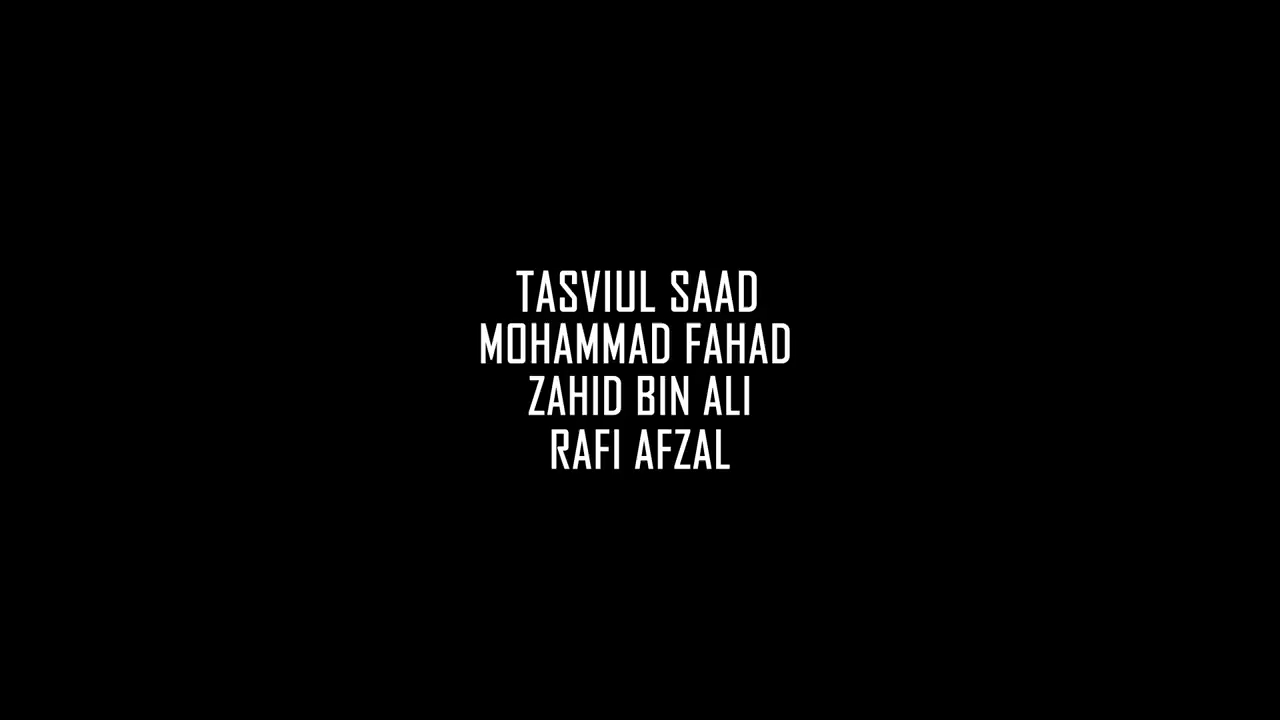 TASVIUL SAAD
MOHAMMAD FAHAD
ZAHID BIN ALI
RAFI AFZAL